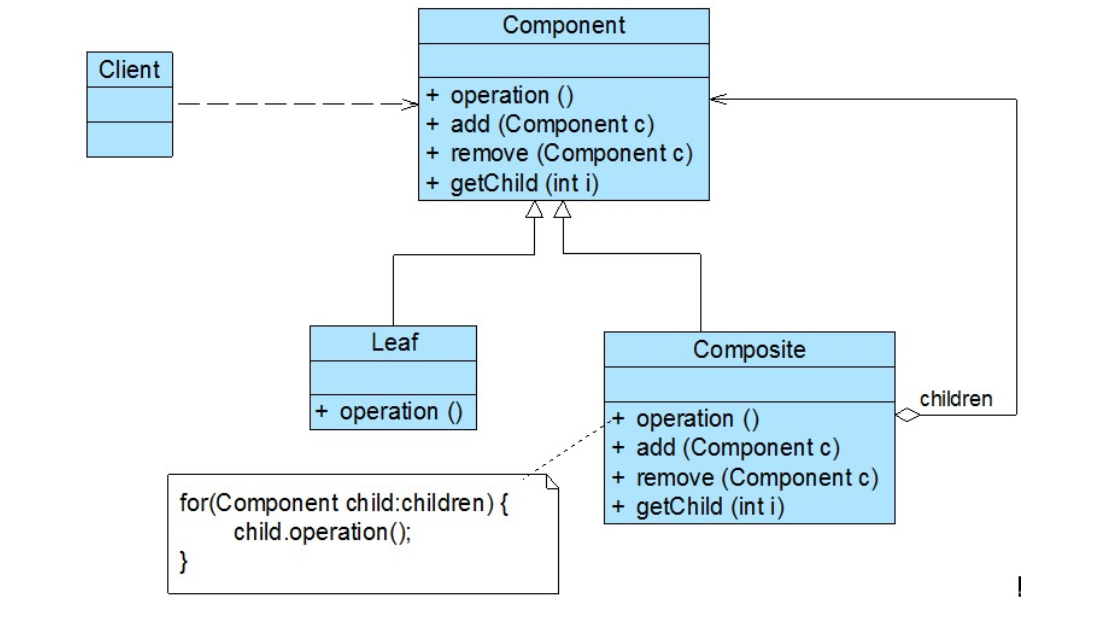 Component
Client
+ operation ()
+ add (Component c)
+ remove (Component c)
+ getChild (int i)
Leaf
+ operation ()
Composite
+ operation ()
+ add (Component c)
+ remove (Component c)
+ getChild (int i)
children
for(Component child:children) {
child.operation();
}
!